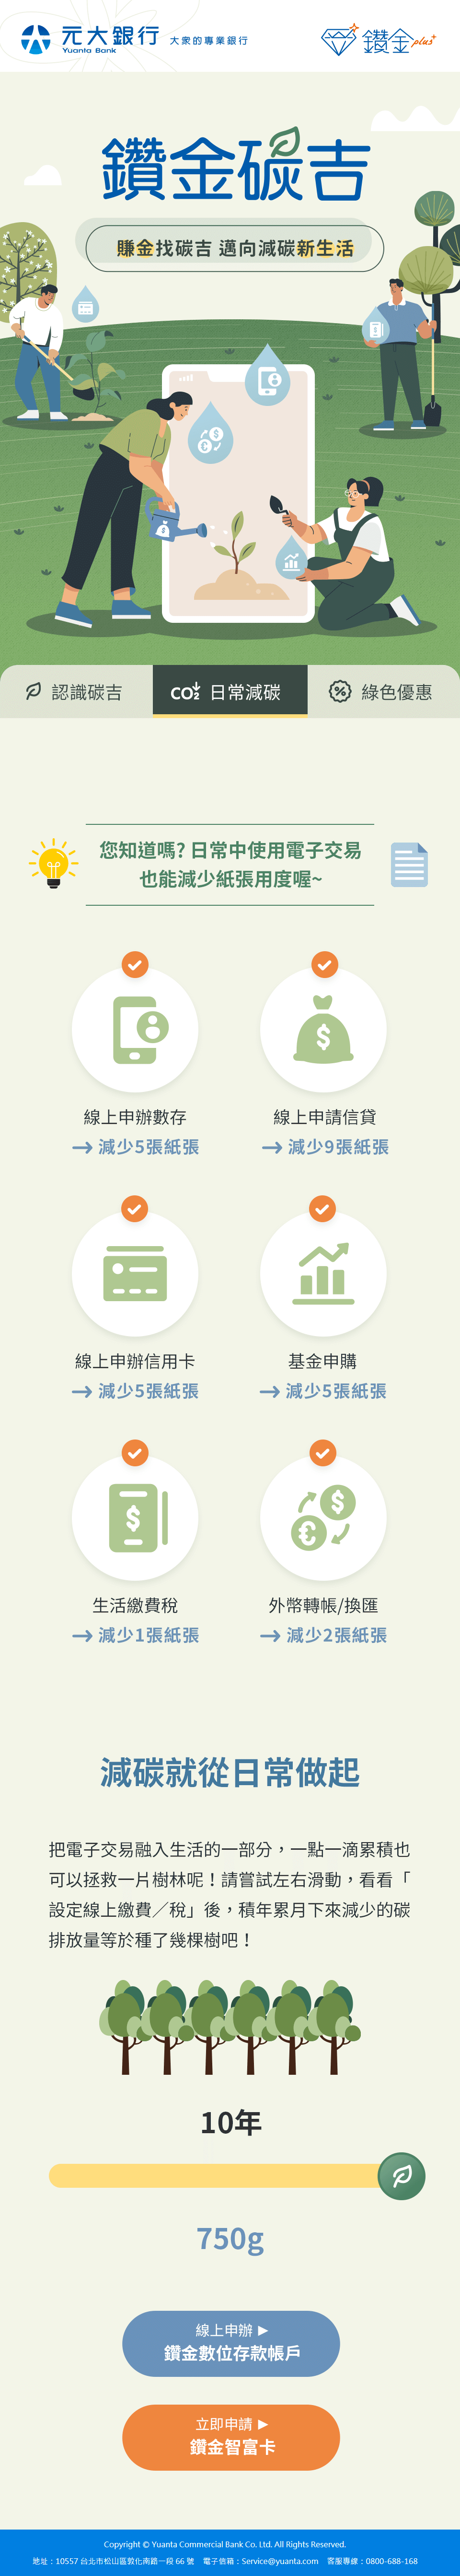 元大銀行 大眾的專業銀行
Yuanta Bank
鑽金plus+
鑽金碳吉
賺金找碳吉 邁向減碳新生活
認識碳吉
CO2 日常減碳
綠色優惠
您知道嗎? 日常中使用電子交易
也能減少紙張用度喔~
線上申辦數存
減少5張紙張
線上申請信貸
減少9張紙張
線上申辦信用卡
減少5張紙張
基金申購
減少5張紙張
生活繳費稅
減少1張紙張
外幣轉帳/換匯
減少2張紙張
減碳就從日常做起
把電子交易融入生活的一部分，一點一滴累積也
可以拯救一片樹林呢！請嘗試左右滑動，看看「
設定線上繳費／稅」後，積年累月下來減少的碳
排放量等於種了幾棵樹吧！
10年
750g
線上申辦 ▶
鑽金數位存款帳戶
立即申請 ▶
鑽金智富卡
Copyright © Yuanta Commercial Bank Co. Ltd. All Rights Reserved.
地址：10557 台北市松山區敦化南路一段 66 號 電子信箱：Service@yuanta.com 客服專線：0800-688-168